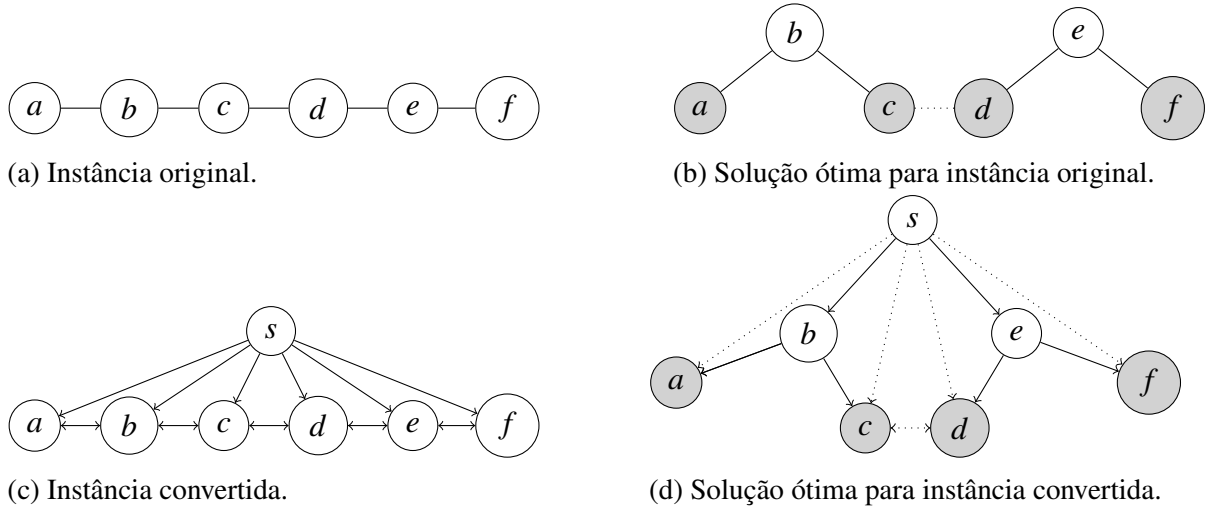 b e
a b c d e f
a c d f
(a) Instância original.
(b) Solução ótima para instância original.
s
s
b e
a f
a b c d e f
c d
(c) Instância convertida.
(d) Solução ótima para instância convertida.